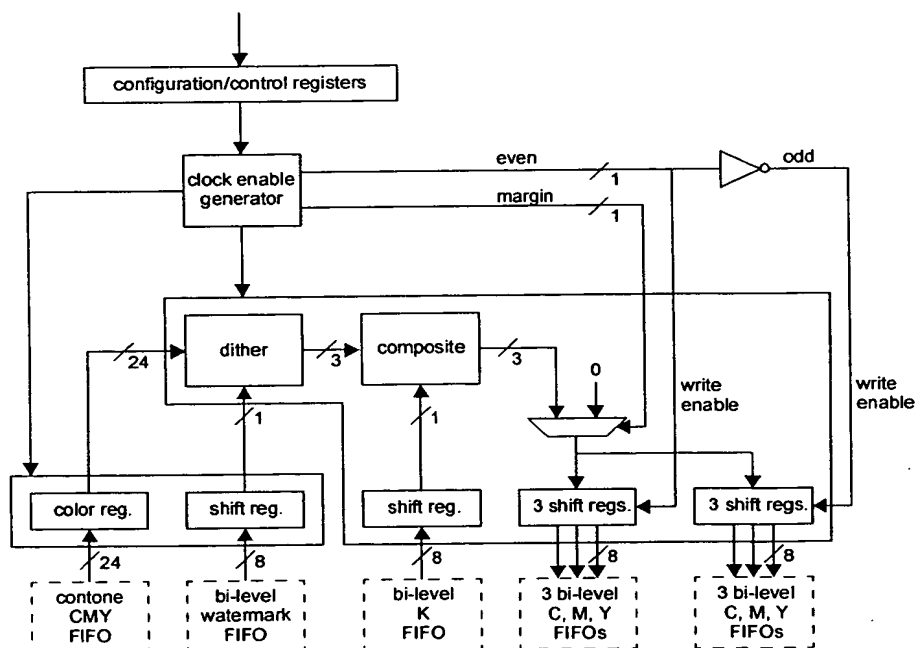 configuration/control registers
clock enable
generator
even
1
odd
margin
1
dither
composite
24
3
3
0
1
1
write
enable
write
enable
color reg.
shift reg.
shift reg.
3 shift regs.
3 shift regs.
24
8
8
8
8
contone
CMY
FIFO
bi-level
watermark
FIFO
bi-level
K
FIFO
3 bi-level
C, M, Y
FIFOs
3 bi-level
C, M, Y
FIFOs